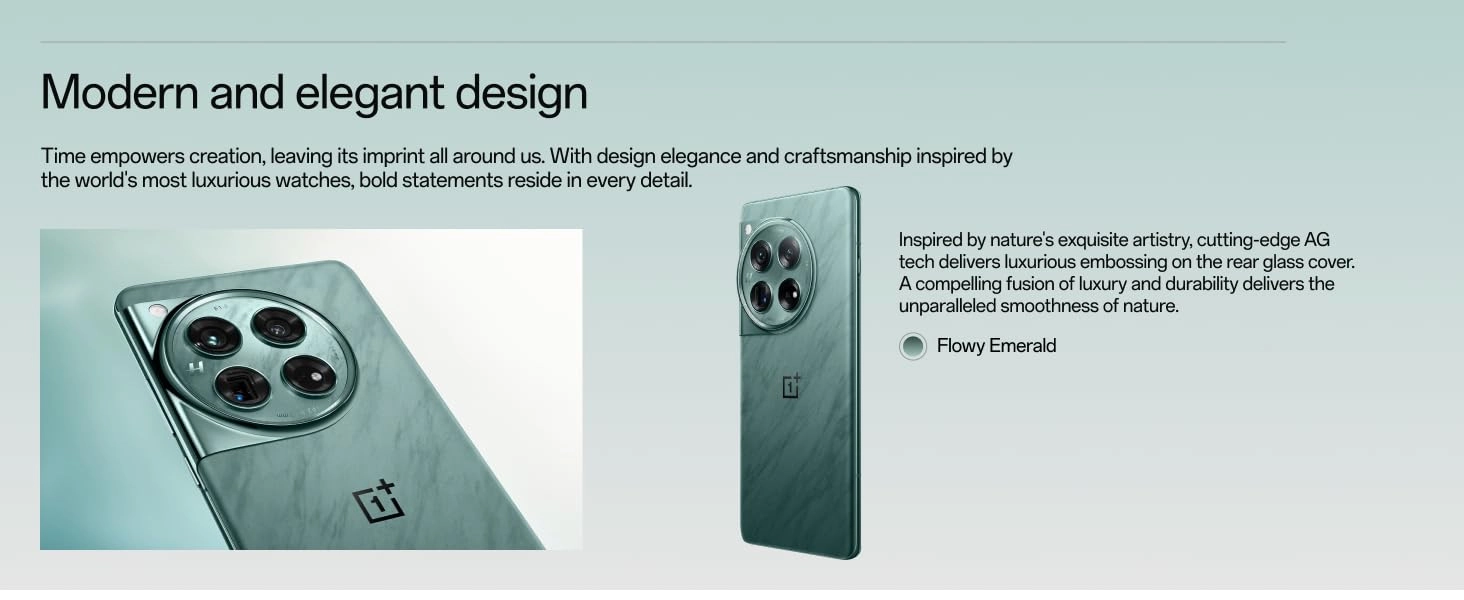 Modern and elegant design
Time empowers creation, leaving its imprint all around us. With design elegance and craftsmanship inspired by
the world's most luxurious watches, bold statements reside in every detail.
Inspired by nature's exquisite artistry, cutting-edge AG
tech delivers luxurious embossing on the rear glass cover.
A compelling fusion of luxury and durability delivers the
unparalleled smoothness of nature.
Flowy Emerald